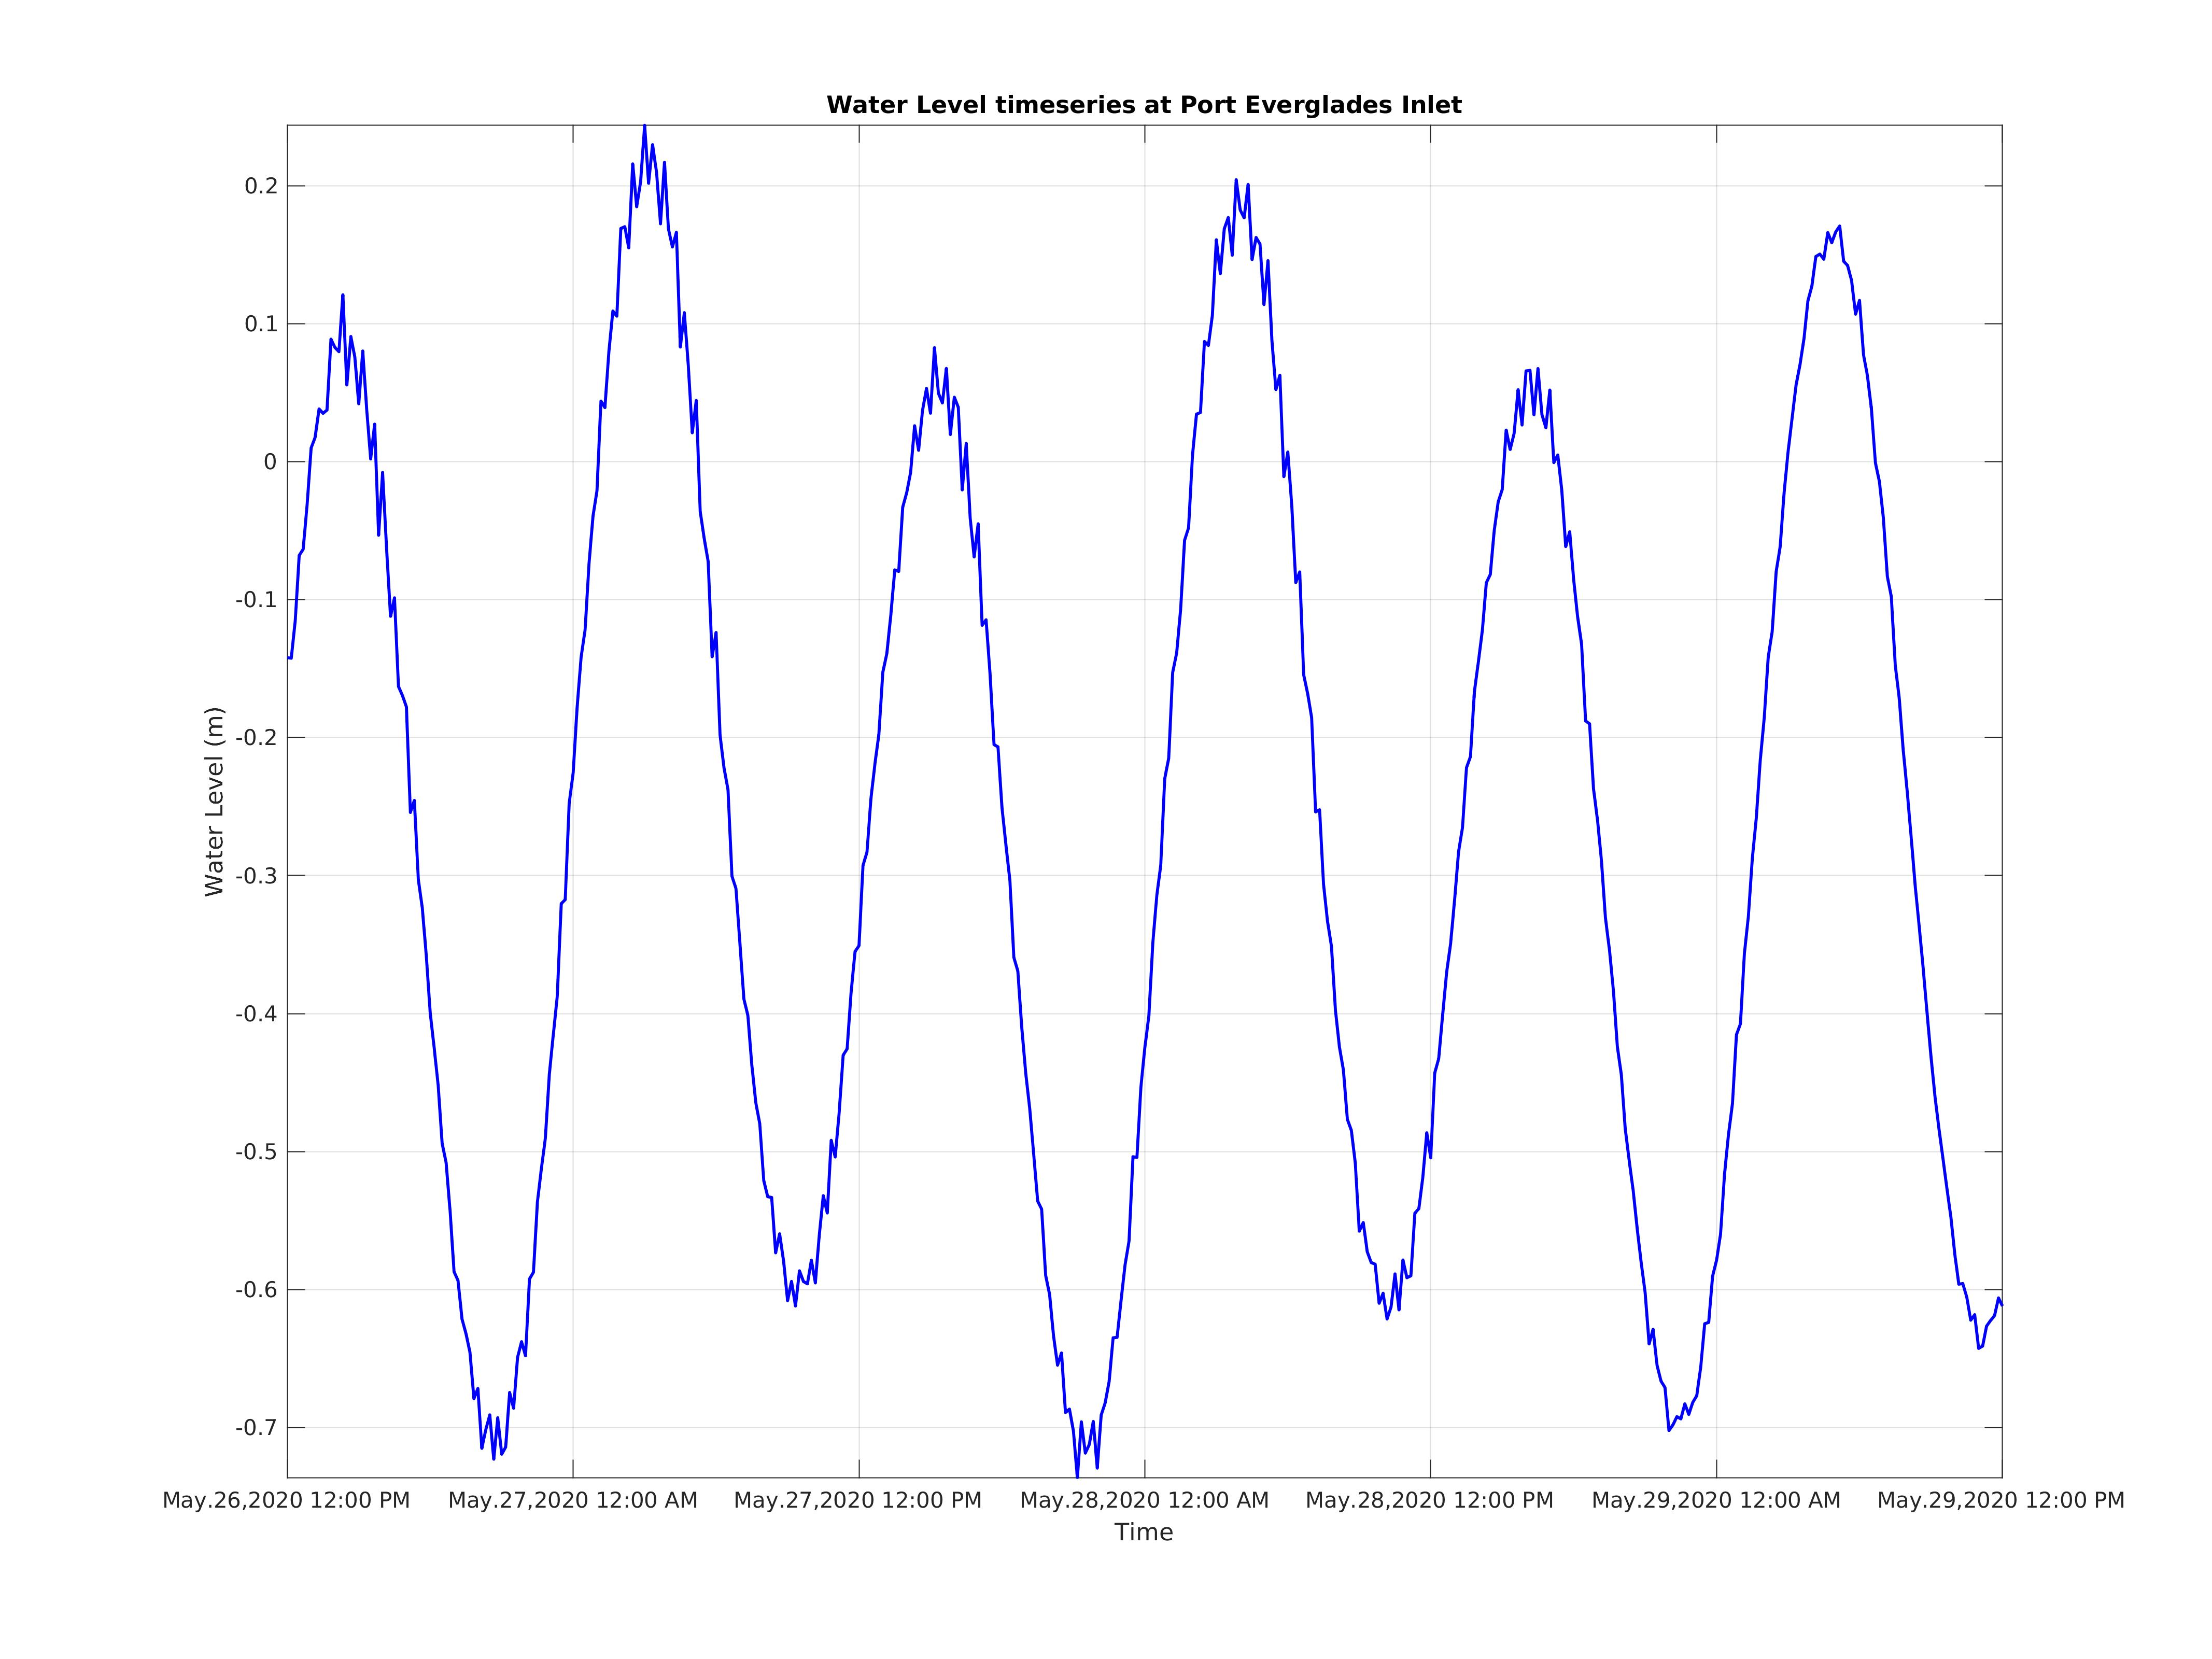 Water Level timeseries at Port Everglades Inlet
0.2
0.1
0
-0.1
-0.2
-0.3
-0.4
-0.5
-0.6
-0.7
Water Level (m)
May.26,2020 12:00 PM May.27,2020 12:00 AM May.27,2020 12:00 PM May.28,2020 12:00 AM May.28,2020 12:00 PM May.29,2020 12:00 AM May.29,2020 12:00 PM
Time